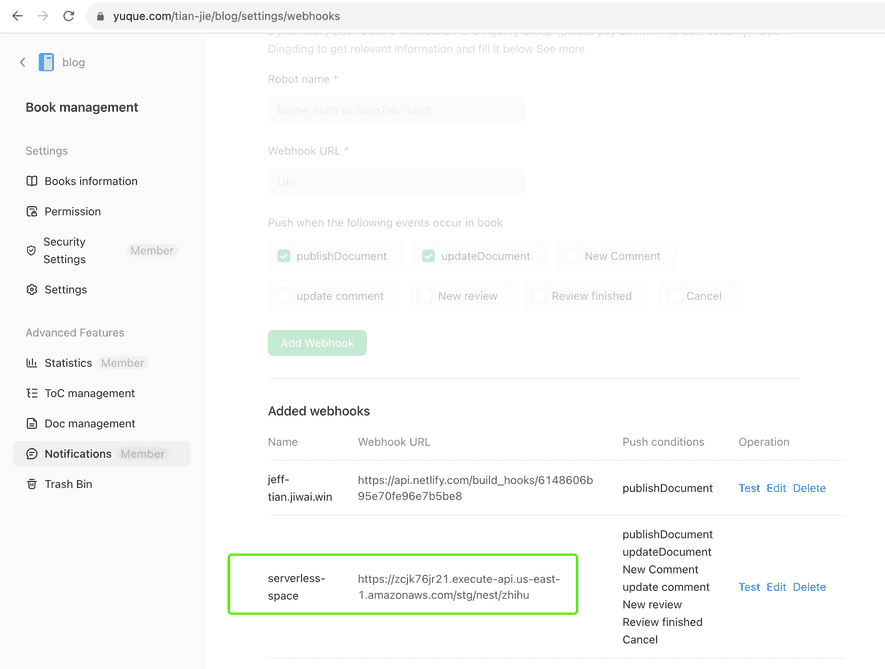 yuque.com/tian-jie/blog/settings/webhooks
blog
Book management
Settings
Books information
Permission
Security
Settings
Member
Settings
Advanced Features
Statistics Member
ToC management
Doc management
Notifications Member
Trash Bin
Dingding to get relevant information and fill it below See more
Robot name *
Name, such as DingTalk robot
Webhook URL *
URL
Push when the following events occur in book
publishDocument updateDocument New Comment
update comment New review Review finished Cancel
Add Webhook
Added webhooks
Name Webhook URL Push conditions Operation
jeff-
tian.jiwai.win
https://api.netlify.com/build_hooks/6148606b
95e70fe96e7b5be8
publishDocument
Test Edit Delete
serverless-
space
https://zcjk76jr21.execute-api.us-east-
1.amazonaws.com/stg/nest/zhihu
publishDocument
updateDocument
New Comment
update comment
New review
Review finished
Cancel
Test Edit Delete